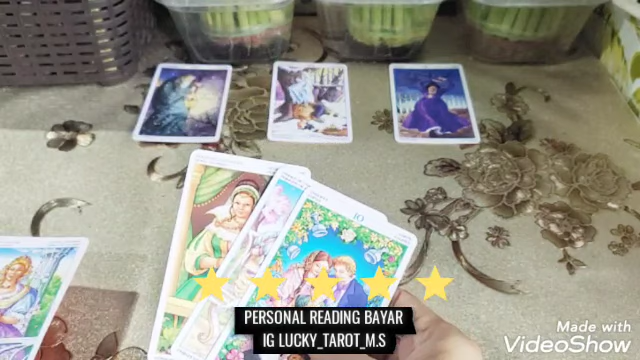 10
PERSONAL READING BAYAR
IG LUCKY_TAROT_M.S
Made with
VideoShow